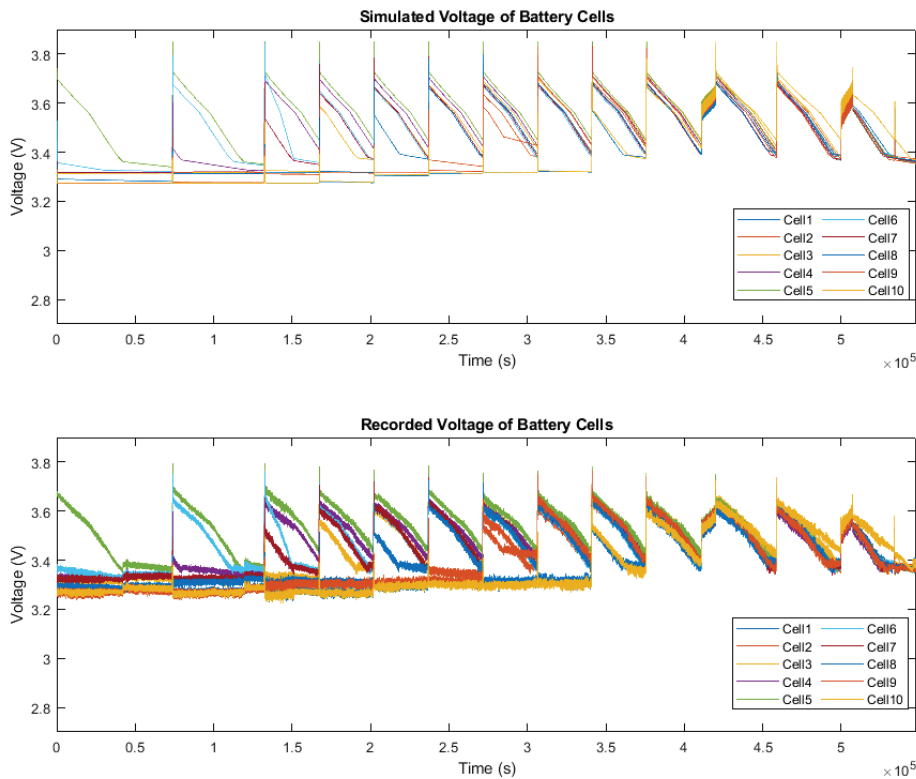 Simulated Voltage of Battery Cells
3.8
3.6
3.4
3.2
3
2.8
Voltage (V)
Cell1 Cell6
Cell2 Cell7
Cell3 Cell8
Cell4 Cell9
Cell5 Cell10
0 0.5 1 1.5 2 2.5 3 3.5 4 4.5 5
Time (s)
×10⁵
Recorded Voltage of Battery Cells
3.8
3.6
3.4
3.2
3
2.8
Voltage (V)
Cell1 Cell6
Cell2 Cell7
Cell3 Cell8
Cell4 Cell9
Cell5 Cell10
0 0.5 1 1.5 2 2.5 3 3.5 4 4.5 5
Time (s)
×10⁵